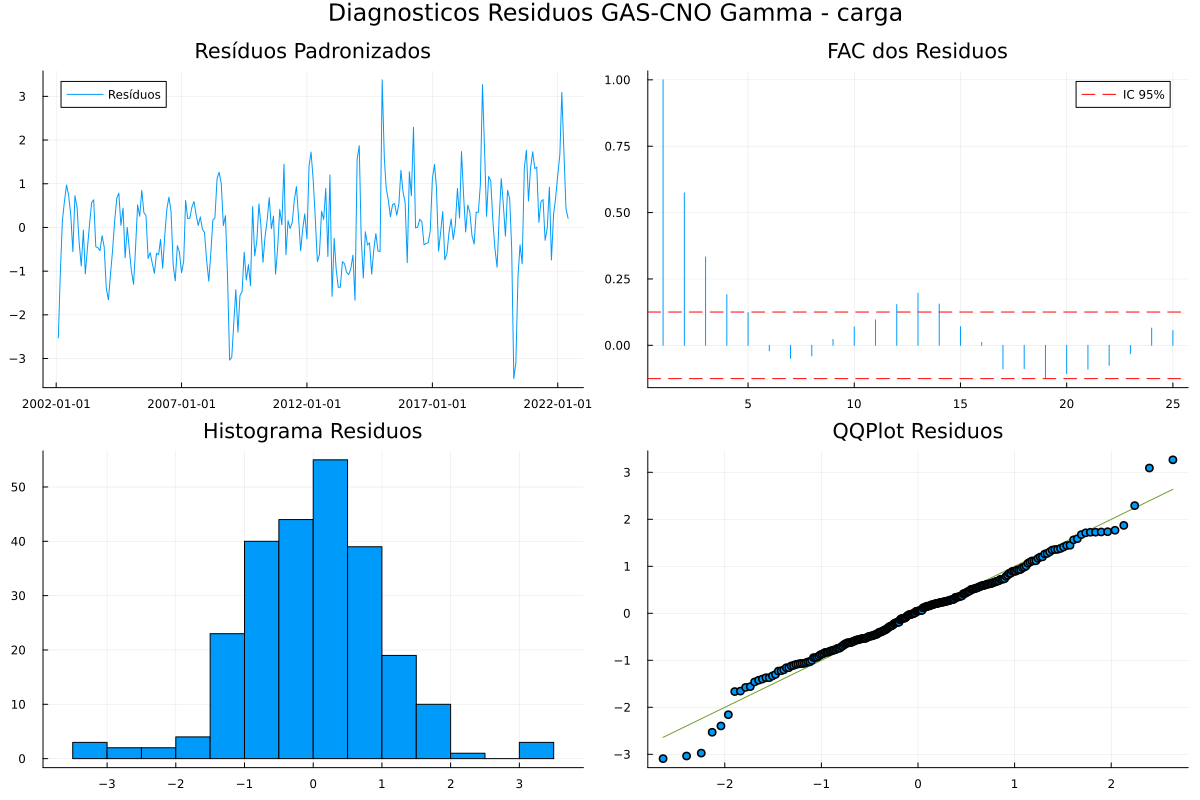 Diagnosticos Residuos GAS-CNO Gamma - carga
Resíduos Padronizados
Resíduos
3
2
1
0
−1
−2
−3
2002-01-01 2007-01-01 2012-01-01 2017-01-01 2022-01-01
FAC dos Residuos
IC 95%
1.00
0.75
0.50
0.25
0.00
5 10 15 20 25
Histograma Residuos
50
40
30
20
10
0
−3 −2 −1 0 1 2 3
QQPlot Residuos
3
2
1
0
−1
−2
−3
−2 −1 0 1 2